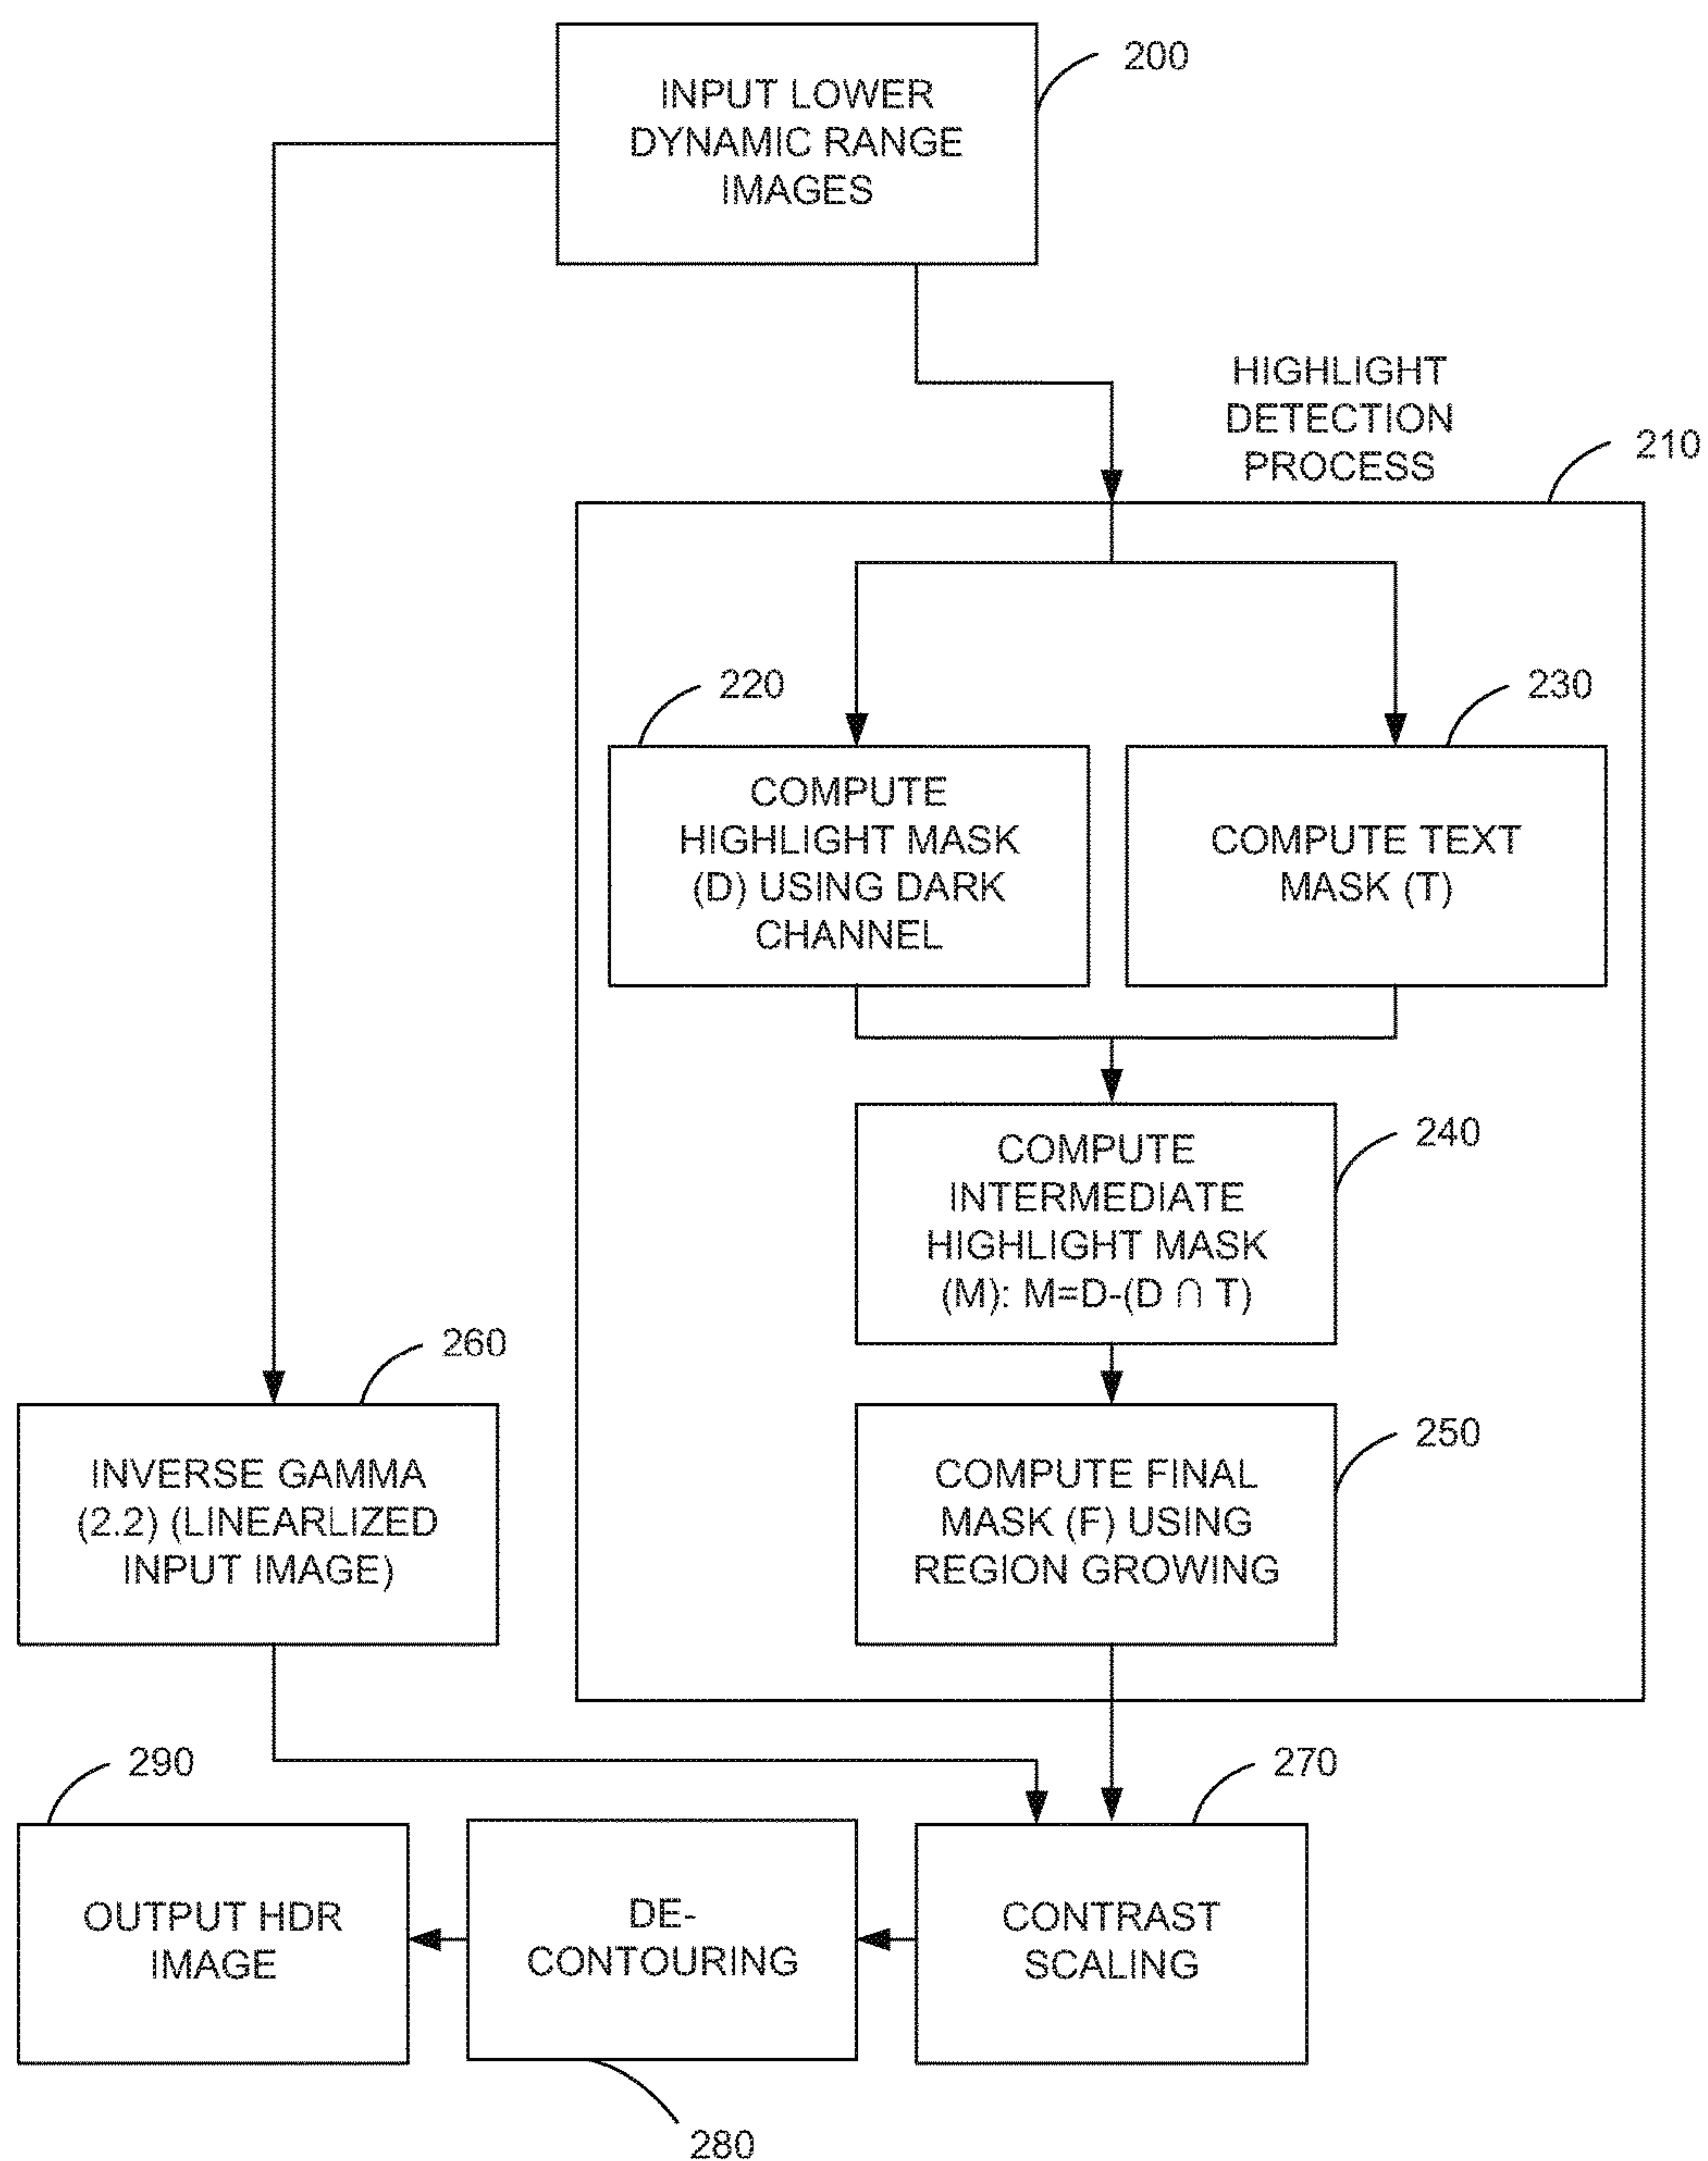 200
INPUT LOWER
DYNAMIC RANGE
IMAGES
HIGHLIGHT
DETECTION
PROCESS
210
220
230
COMPUTE
HIGHLIGHT MASK
(D) USING DARK
CHANNEL
COMPUTE TEXT
MASK (T)
240
COMPUTE
INTERMEDIATE
HIGHLIGHT MASK
(M): M=D-(D ∩ T)
260
INVERSE GAMMA
(2.2) (LINEARLIZED
INPUT IMAGE)
250
COMPUTE FINAL
MASK (F) USING
REGION GROWING
290
OUTPUT HDR
IMAGE
DE-
CONTOURING
280
270
CONTRAST
SCALING